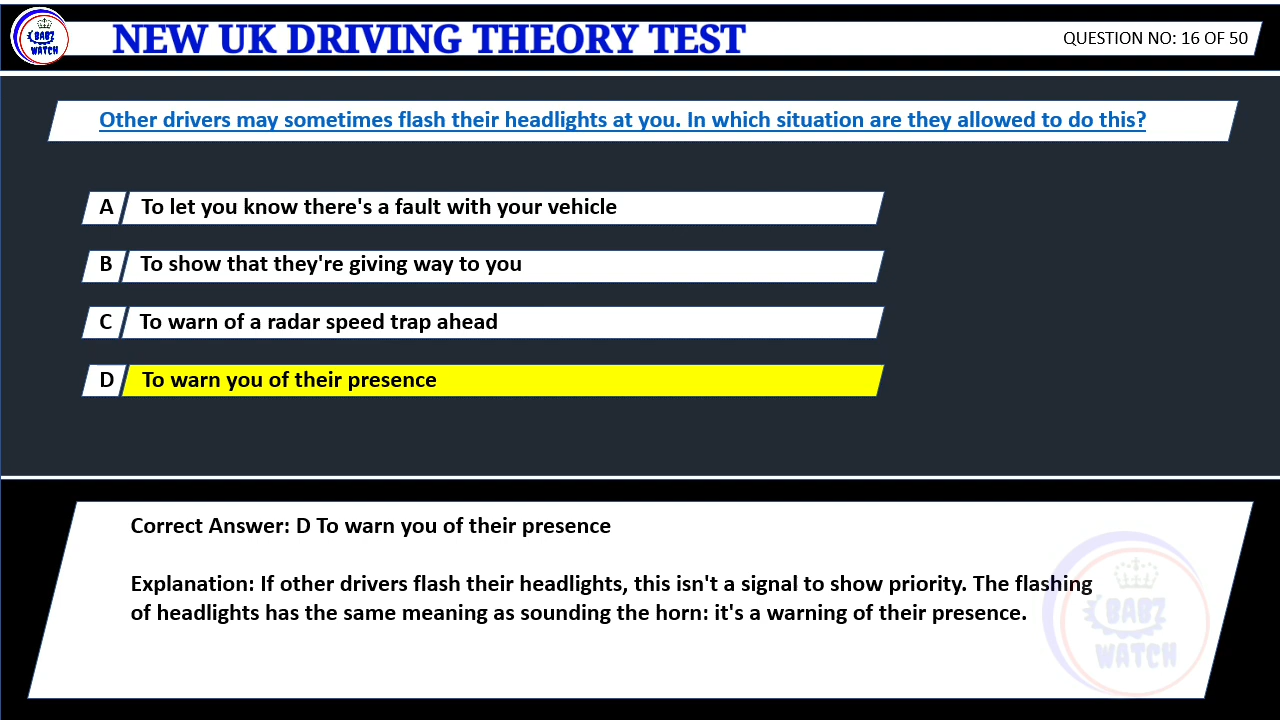 BABZ
WATCH
NEW UK DRIVING THEORY TEST
QUESTION NO: 16 OF 50
Other drivers may sometimes flash their headlights at you. In which situation are they allowed to do this?
A To let you know there's a fault with your vehicle
B To show that they're giving way to you
C To warn of a radar speed trap ahead
D To warn you of their presence
Correct Answer: D To warn you of their presence
Explanation: If other drivers flash their headlights, this isn't a signal to show priority. The flashing
of headlights has the same meaning as sounding the horn: it's a warning of their presence.
BABZ
WATCH